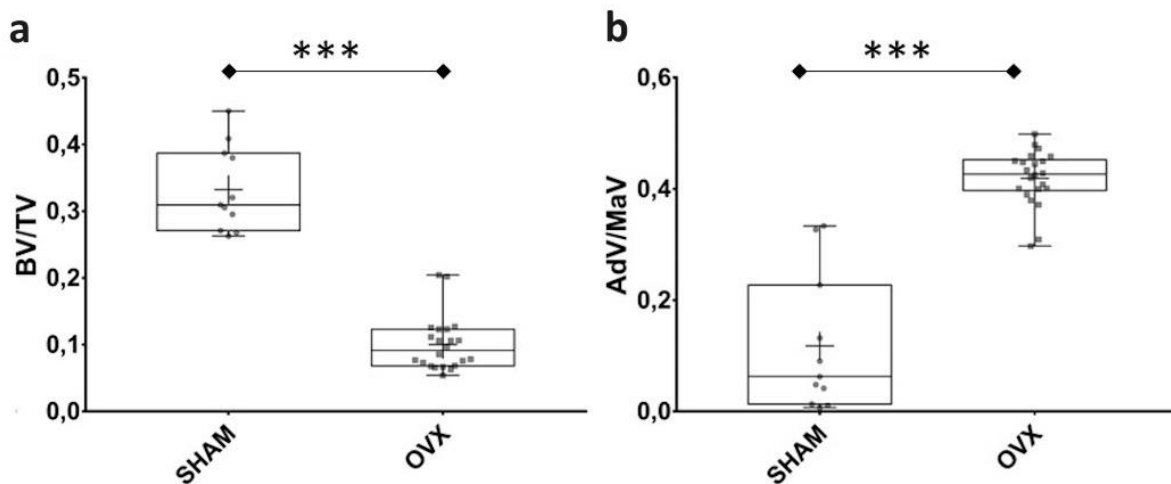 a
***
0,5
0,4
0,3
0,2
0,1
0,0
BV/TV
SHAM
OVX
b
***
0,6
0,4
0,2
0,0
AdV/MaV
SHAM
OVX